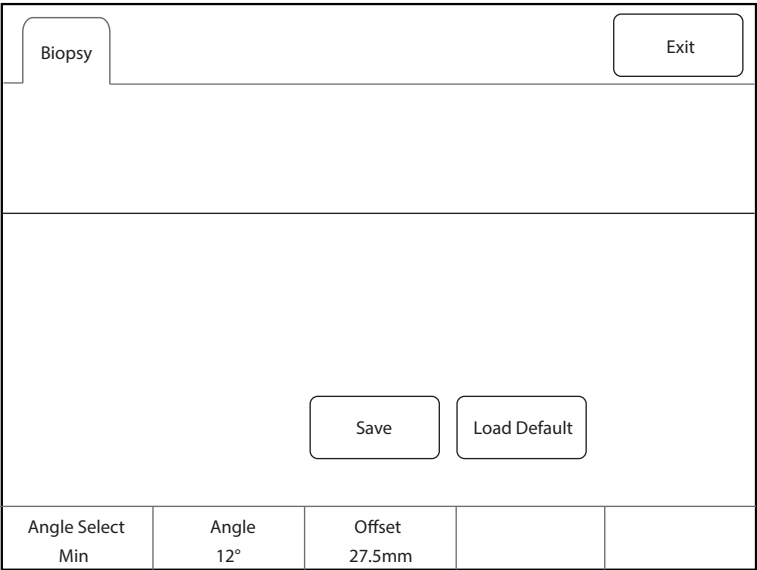 Biopsy
Exit
Save
Load Default
Angle Select
Min
Angle
12°
Offset
27.5mm